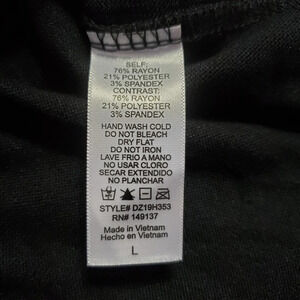 SELF:
76% RAYON
21% POLYESTER
3% SPANDEX
CONTRAST:
76% RAYON
21% POLYESTER
3% SPANDEX
HAND WASH COLD
DO NOT BLEACH
DRY FLAT
DO NOT IRON
LAVE FRIO A MANO
NO USAR CLORO
SECAR EXTENDIDO
NO PLANCHAR
STYLE# DZ19H353
RN# 149137
Made in Vietnam
Hecho en Vietnam
L